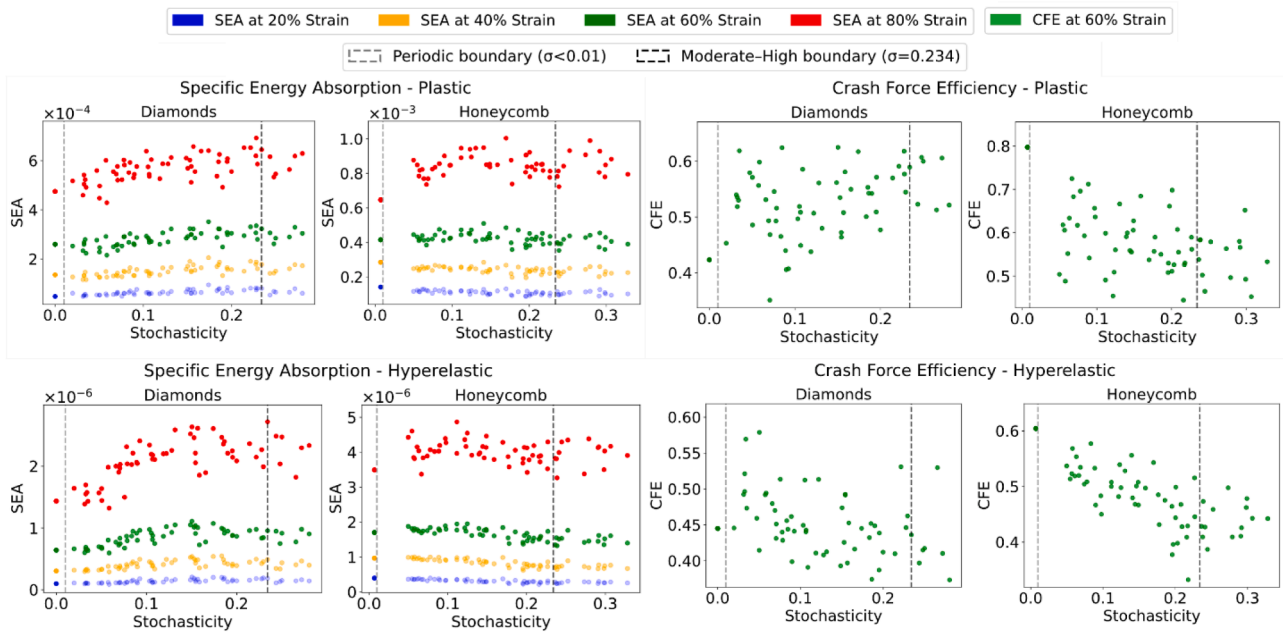 SEA at 20% Strain SEA at 40% Strain SEA at 60% Strain SEA at 80% Strain CFE at 60% Strain
Periodic boundary (σ<0.01) Moderate–High boundary (σ=0.234)
Specific Energy Absorption - Plastic
Crash Force Efficiency - Plastic
×10⁻⁴ Diamonds
×10⁻³ Honeycomb
Diamonds
Honeycomb
SEA
6
4
2
0.0 0.1 0.2
Stochasticity
SEA
1.0
0.8
0.6
0.4
0.2
0.0 0.1 0.2 0.3
Stochasticity
CFE
0.6
0.5
0.4
0.0 0.1 0.2
Stochasticity
CFE
0.8
0.7
0.6
0.5
0.0 0.1 0.2 0.3
Stochasticity
Specific Energy Absorption - Hyperelastic
Crash Force Efficiency - Hyperelastic
×10⁻⁶ Diamonds
×10⁻⁶ Honeycomb
Diamonds
Honeycomb
SEA
2
1
0
0.0 0.1 0.2
Stochasticity
SEA
5
4
3
2
1
0
0.0 0.1 0.2 0.3
Stochasticity
CFE
0.60
0.55
0.50
0.45
0.40
0.0 0.1 0.2
Stochasticity
CFE
0.6
0.5
0.4
0.0 0.1 0.2 0.3
Stochasticity